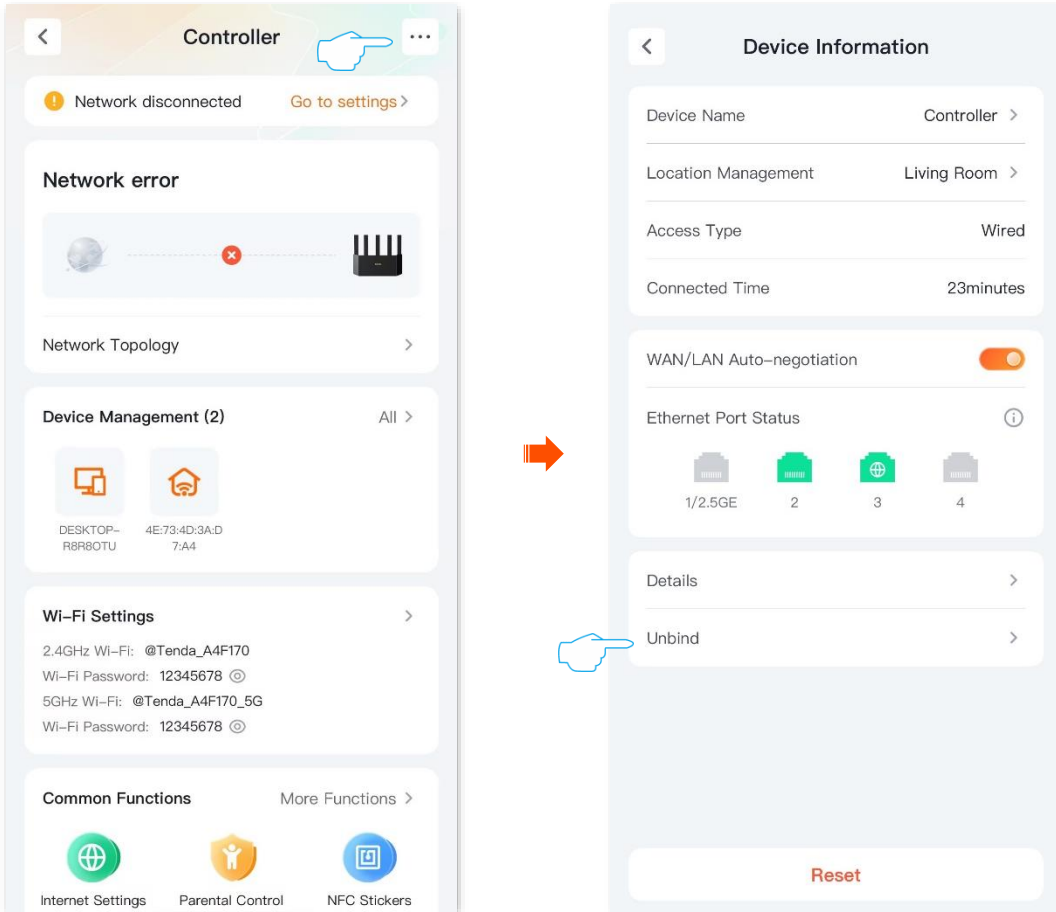 Controller
Network disconnected
Go to settings
Network error
Network Topology
Device Management (2)
All
DESKTOP–
R8R8OTU
4E:73:4D:3A:D
7:A4
Wi–Fi Settings
2.4GHz Wi–Fi: @Tenda_A4F170
Wi–Fi Password: 12345678
5GHz Wi–Fi: @Tenda_A4F170_5G
Wi–Fi Password: 12345678
Common Functions
More Functions
Internet Settings
Parental Control
NFC Stickers
Device Information
Device Name
Controller
Location Management
Living Room
Access Type
Wired
Connected Time
23minutes
WAN/LAN Auto–negotiation
Ethernet Port Status
1/2.5GE
2
3
4
Details
Unbind
Reset